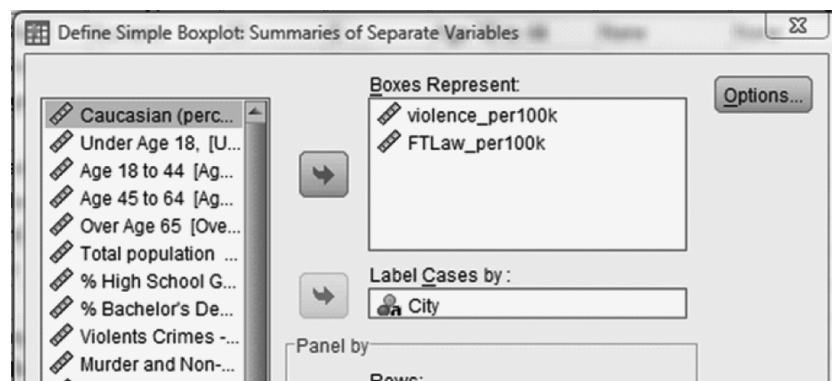 Define Simple Boxplot: Summaries of Separate Variables
Boxes Represent:
Options...
Caucasian (perc...
Under Age 18, [U...
Age 18 to 44 [Ag...
Age 45 to 64 [Ag...
Over Age 65 [Ove...
Total population ...
% High School G...
% Bachelor's De...
Violents Crimes -...
Murder and Non-...
violence_per100k
FTLaw_per100k
Label Cases by :
City
Panel by
Rows: